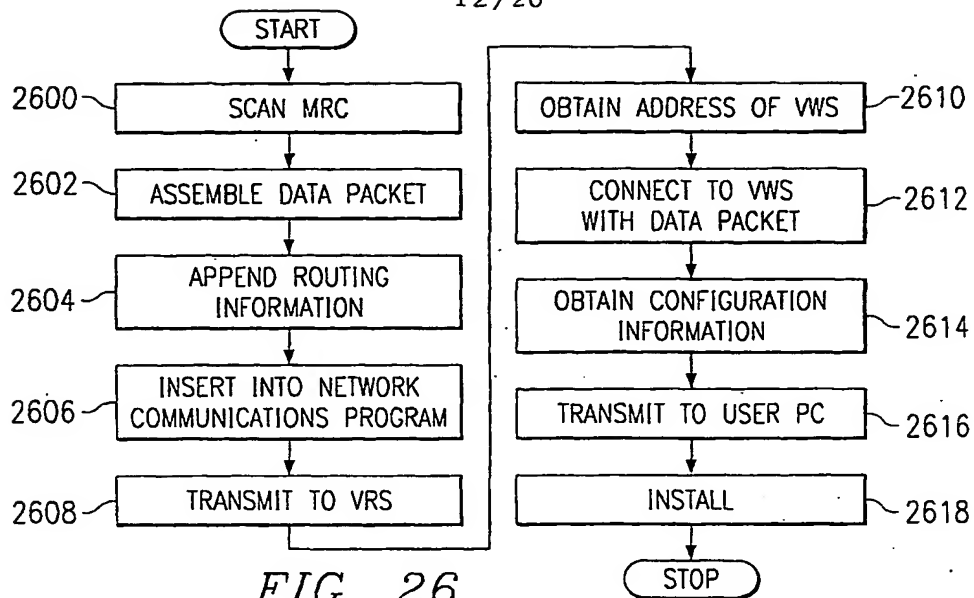 12/26
START
2600
SCAN MRC
2602
ASSEMBLE DATA PACKET
2604
APPEND ROUTING
INFORMATION
2606
INSERT INTO NETWORK
COMMUNICATIONS PROGRAM
2608
TRANSMIT TO VRS
OBTAIN ADDRESS OF VWS
2610
CONNECT TO VWS
WITH DATA PACKET
2612
OBTAIN CONFIGURATION
INFORMATION
2614
TRANSMIT TO USER PC
2616
INSTALL
2618
STOP
FIG. 26